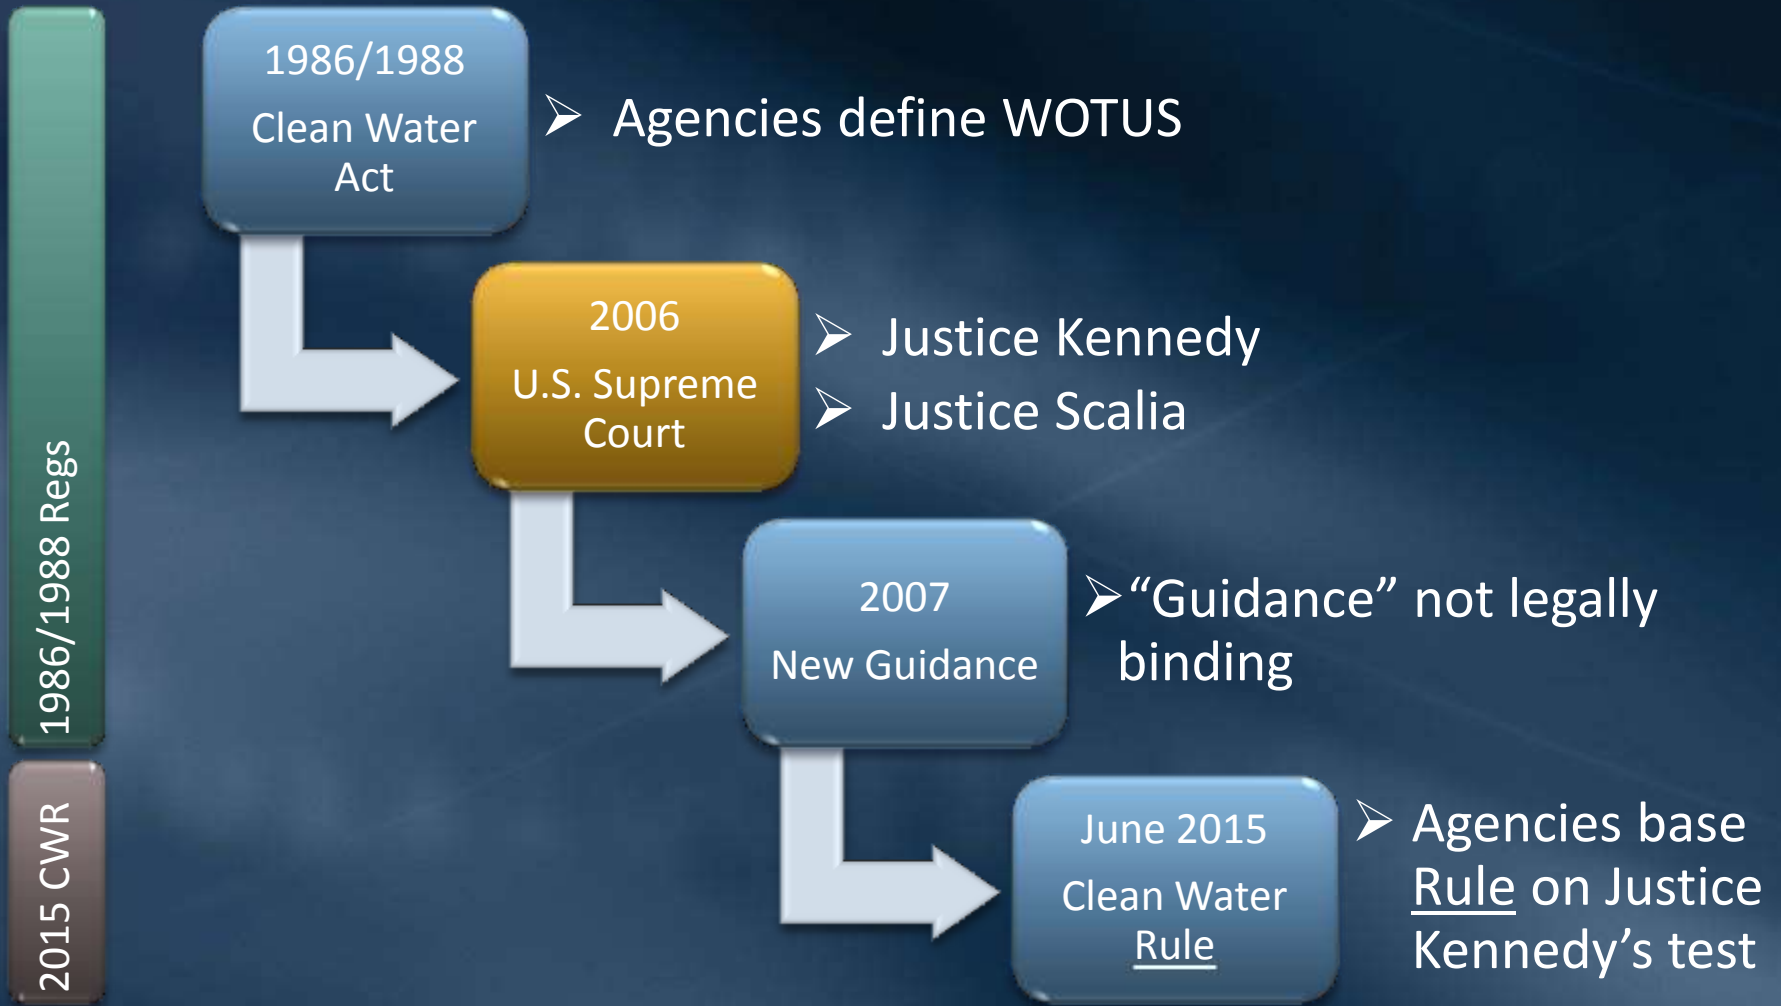 1986/1988
Clean Water
Act
➢ Agencies define WOTUS
2006
U.S. Supreme
Court
➢ Justice Kennedy
➢ Justice Scalia
2007
New Guidance
➢“Guidance” not legally
binding
June 2015
Clean Water
Rule
➢ Agencies base
Rule on Justice
Kennedy’s test
1986/1988 Regs
2015 CWR